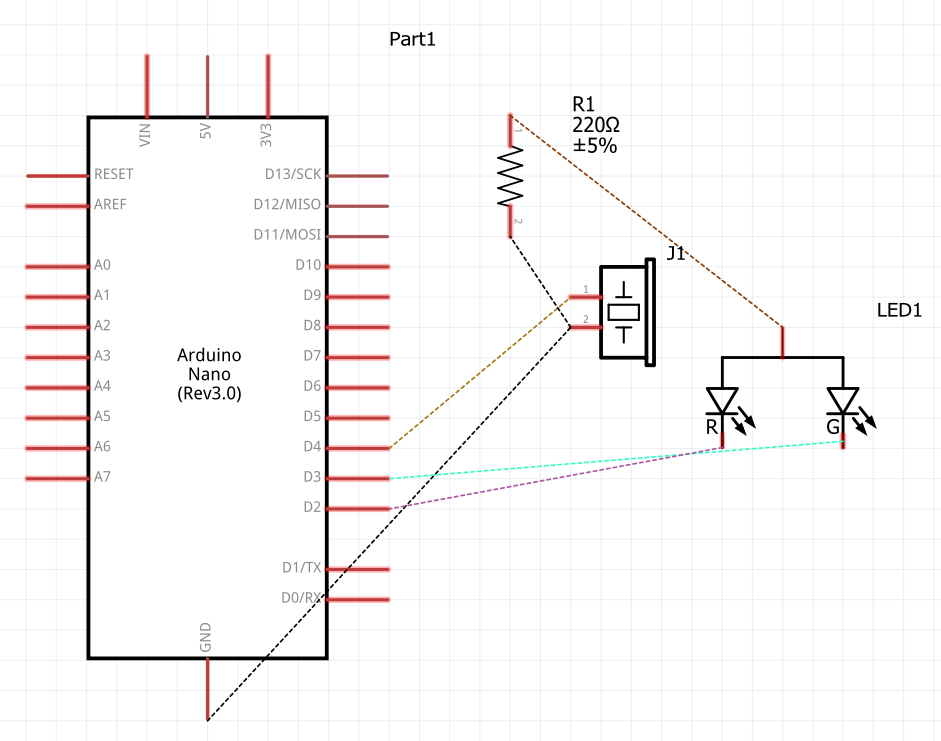 Part1
VIN
5V
3V3
RESET
AREF
A0
A1
A2
A3
A4
A5
A6
A7
Arduino
Nano
(Rev3.0)
D13/SCK
D12/MISO
D11/MOSI
D10
D9
D8
D7
D6
D5
D4
D3
D2
D1/TX
D0/RX
GND
R1
220Ω
±5%
1
2
J1
1
2
LED1
R
G